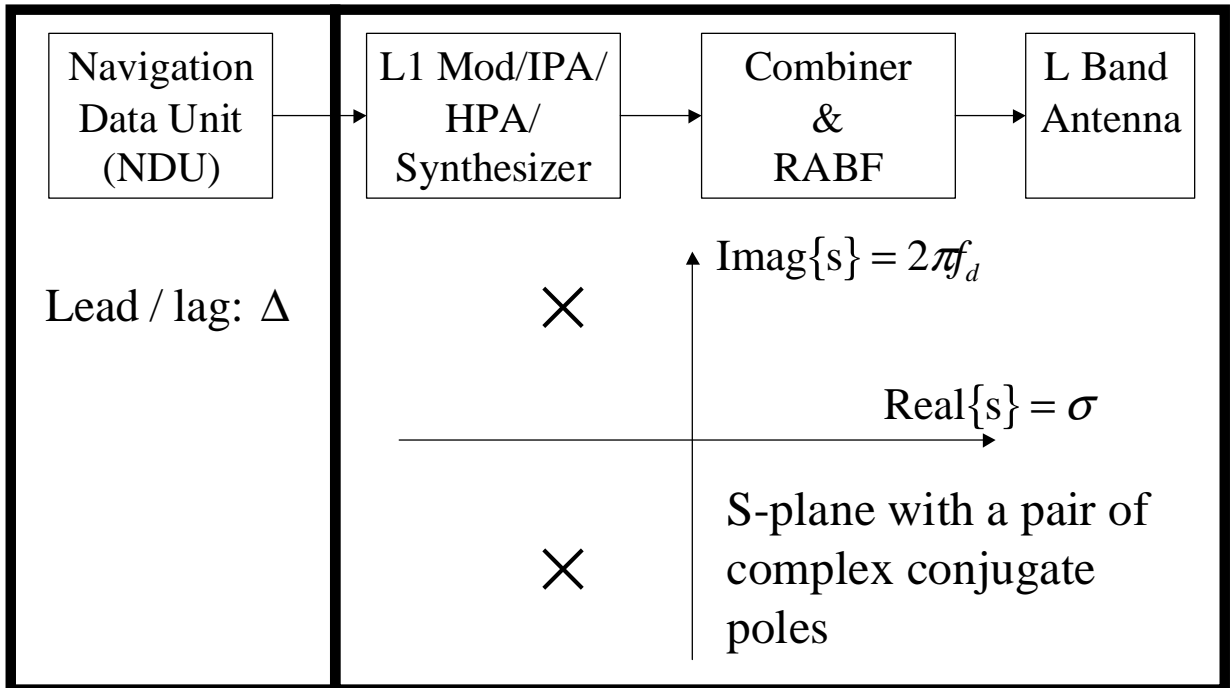 Navigation
Data Unit
(NDU)
L1 Mod/IPA/
HPA/
Synthesizer
Combiner
&
RABF
L Band
Antenna
Lead / lag: Δ
Imag{s} = 2πf_d
Real{s} = σ
S-plane with a pair of
complex conjugate
poles